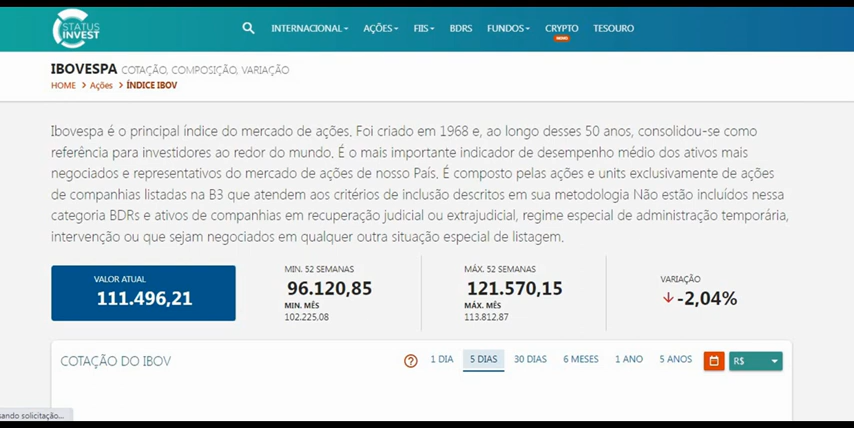 STATUS
INVEST
INTERNACIONAL AÇÕES FIIS BDRS FUNDOS CRYPTO TESOURO
IBOVESPA COTAÇÃO, COMPOSIÇÃO, VARIAÇÃO
HOME > Ações > ÍNDICE IBOV
Ibovespa é o principal índice do mercado de ações. Foi criado em 1968 e, ao longo desses 50 anos, consolidou-se como
referência para investidores ao redor do mundo. É o mais importante indicador de desempenho médio dos ativos mais
negociados e representativos do mercado de ações de nosso País. É composto pelas ações e units exclusivamente de ações
de companhias listadas na B3 que atendem aos critérios de inclusão descritos em sua metodologia Não estão incluídos nessa
categoria BDRs e ativos de companhias em recuperação judicial ou extrajudicial, regime especial de administração temporária,
intervenção ou que sejam negociados em qualquer outra situação especial de listagem.
VALOR ATUAL
111.496,21
MIN. 52 SEMANAS
96.120,85
MIN. MÊS
102.225.08
MÁX. 52 SEMANAS
121.570,15
MÁX. MÊS
113.812.87
VARIAÇÃO
-2,04%
COTAÇÃO DO IBOV
1 DIA 5 DIAS 30 DIAS 6 MESES 1 ANO 5 ANOS R$
ando solicitação...